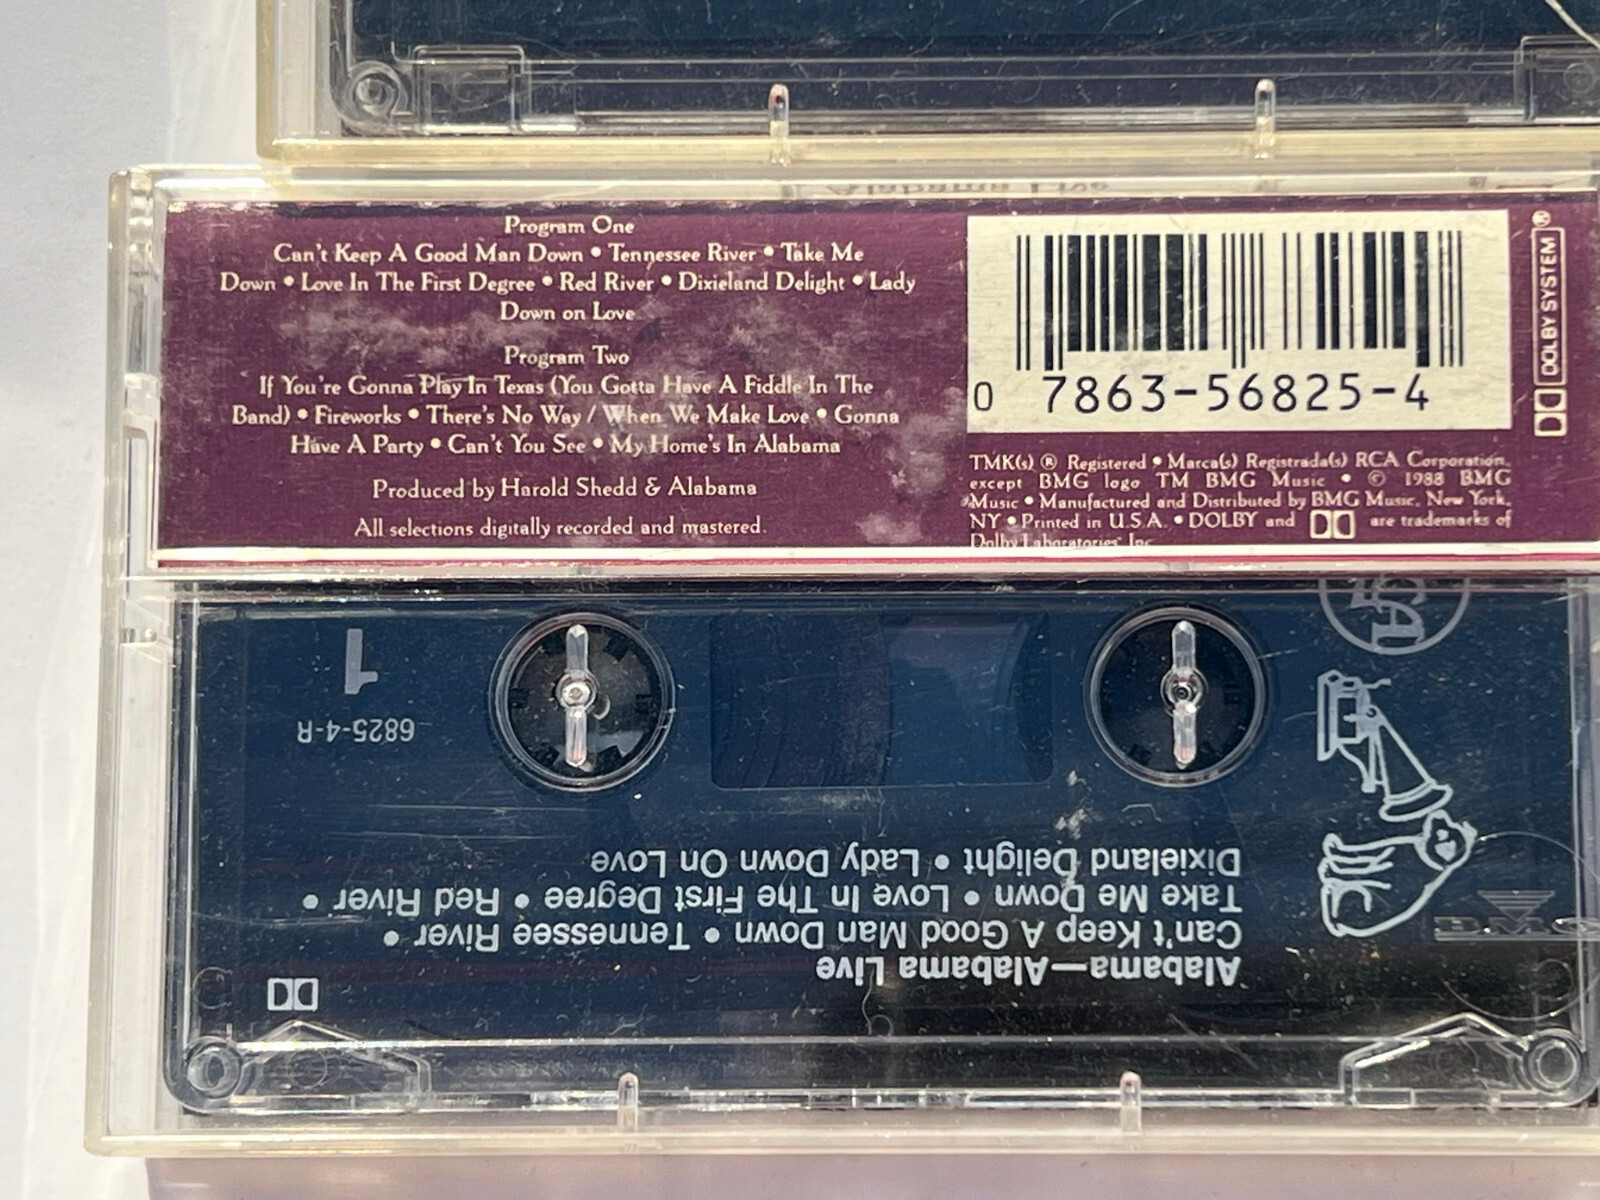 Alabama Live
Program One
Can't Keep A Good Man Down • Tennessee River • Take Me
Down • Love In The First Degree • Red River • Dixieland Delight • Lady
Down on Love
Program Two
If You're Gonna Play In Texas (You Gotta Have A Fiddle In The
Band) • Fireworks • There's No Way / When We Make Love • Gonna
Have A Party • Can't You See • My Home's In Alabama
Produced by Harold Shedd & Alabama
All selections digitally recorded and mastered.
0 7863-56825-4
DOLBY SYSTEM®
TMK(s) ® Registered • Marca(s) Registrada(s) RCA Corporation,
except BMG logo TM BMG Music • © 1988 BMG
Music • Manufactured and Distributed by BMG Music, New York,
NY • Printed in U.S.A. • DOLBY and are trademarks of
Dolby Laboratories Inc
Alabama—Alabama Live
Can't Keep A Good Man Down • Tennessee River •
Take Me Down • Love In The First Degree • Red River •
Dixieland Delight • Lady Down On Love
6825-4-R
1
BMG